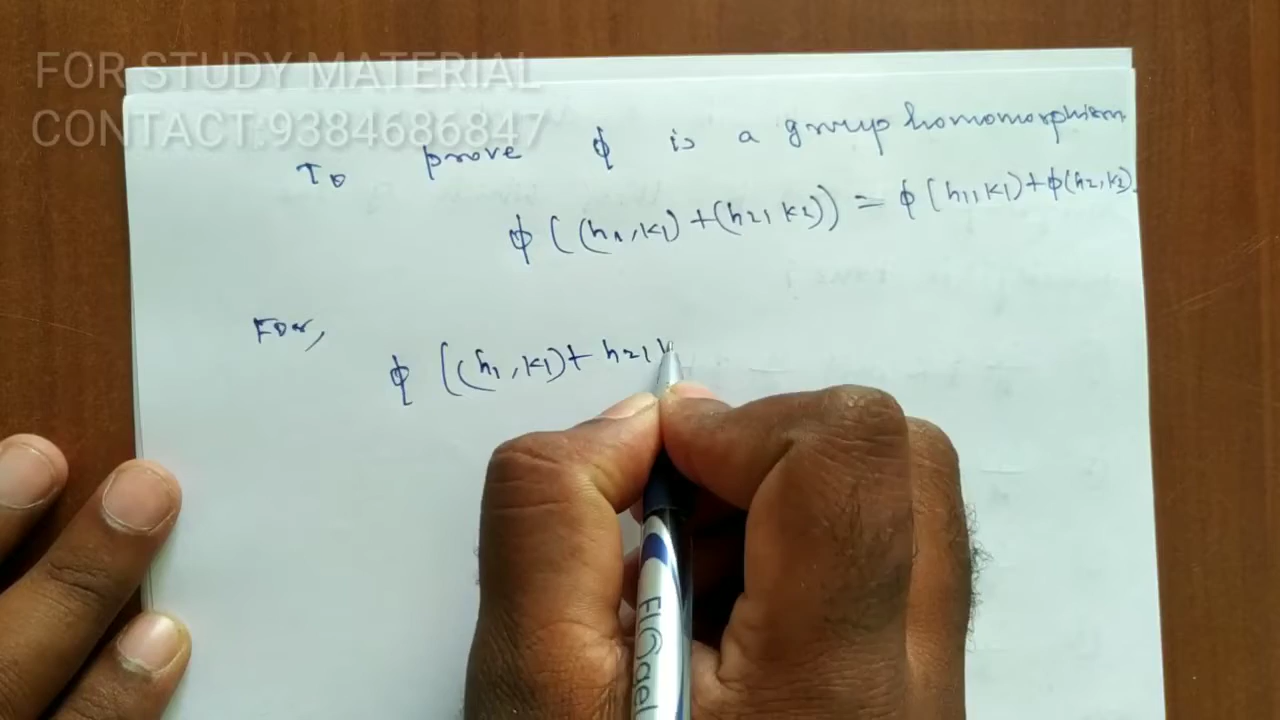 FOR STUDY MATERIAL
CONTACT:9384686847
To prove ϕ is a group homomorphism
ϕ((h1,k1)+(h2,k2)) = ϕ(h1,k1)+ϕ(h2,k2).
For,
ϕ((h1,k1)+ h2,k